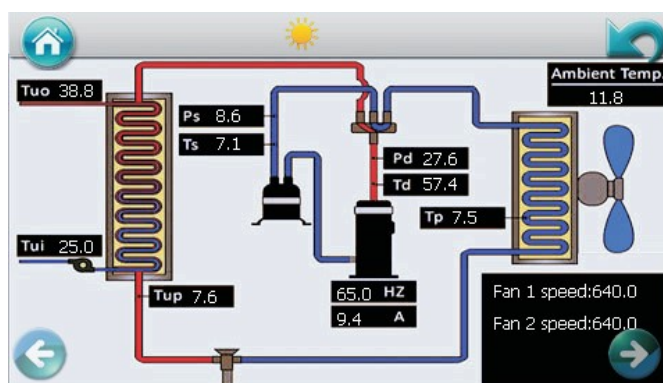 Ambient Temp.
11.8
Tuo 38.8
Ps 8.6
Ts 7.1
Pd 27.6
Td 57.4
Tp 7.5
Tui 25.0
Tup 7.6
65.0 HZ
9.4 A
Fan 1 speed:640.0
Fan 2 speed:640.0